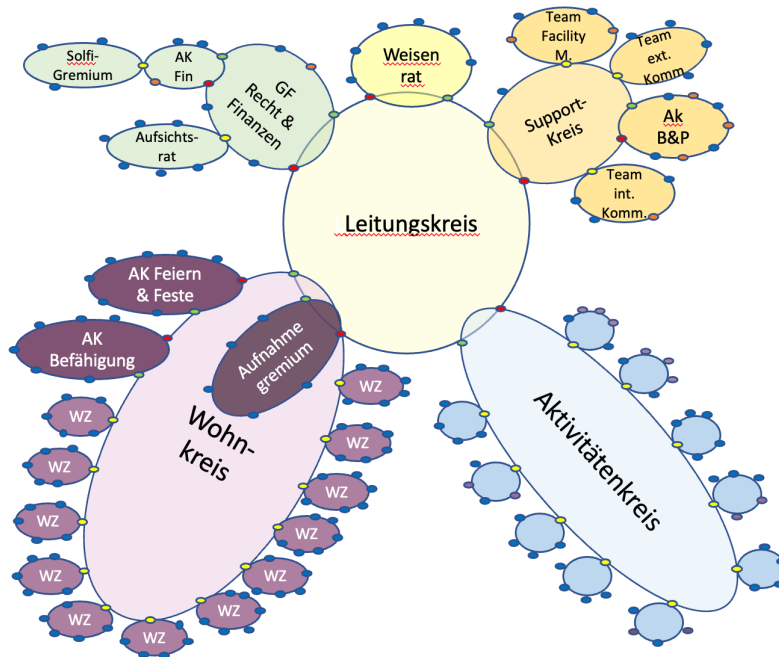 Solfi-
Gremium
AK
Fin
GF
Recht &
Finanzen
Aufsichts-
rat
Weisen
rat
Team
Facility
M.
Team
ext.
Komm
Support-
Kreis
Ak
B&P
Team
int.
Komm.
Leitungskreis
AK Feiern
& Feste
AK
Befähigung
Aufnahme
gremium
Wohn-
kreis
Aktivitätenkreis
WZ
WZ
WZ
WZ
WZ
WZ
WZ
WZ
WZ
WZ
WZ
WZ
WZ